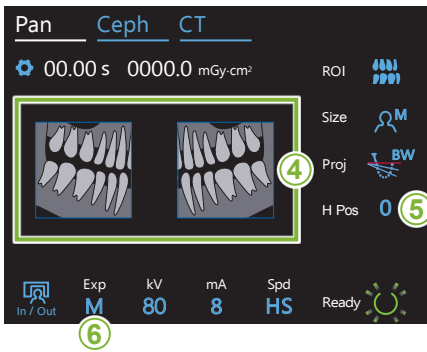 Pan Ceph CT
00.00 s 0000.0 mGy·cm²
ROI
Size M
4
Proj BW
H Pos 0 5
Exp kV mA Spd
In / Out M 80 8 HS Ready
6